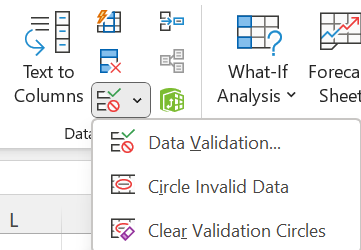 Text to
Columns
What-If
Analysis
Foreca
Sheet
Data
Data Validation...
Circle Invalid Data
Clear Validation Circles
L